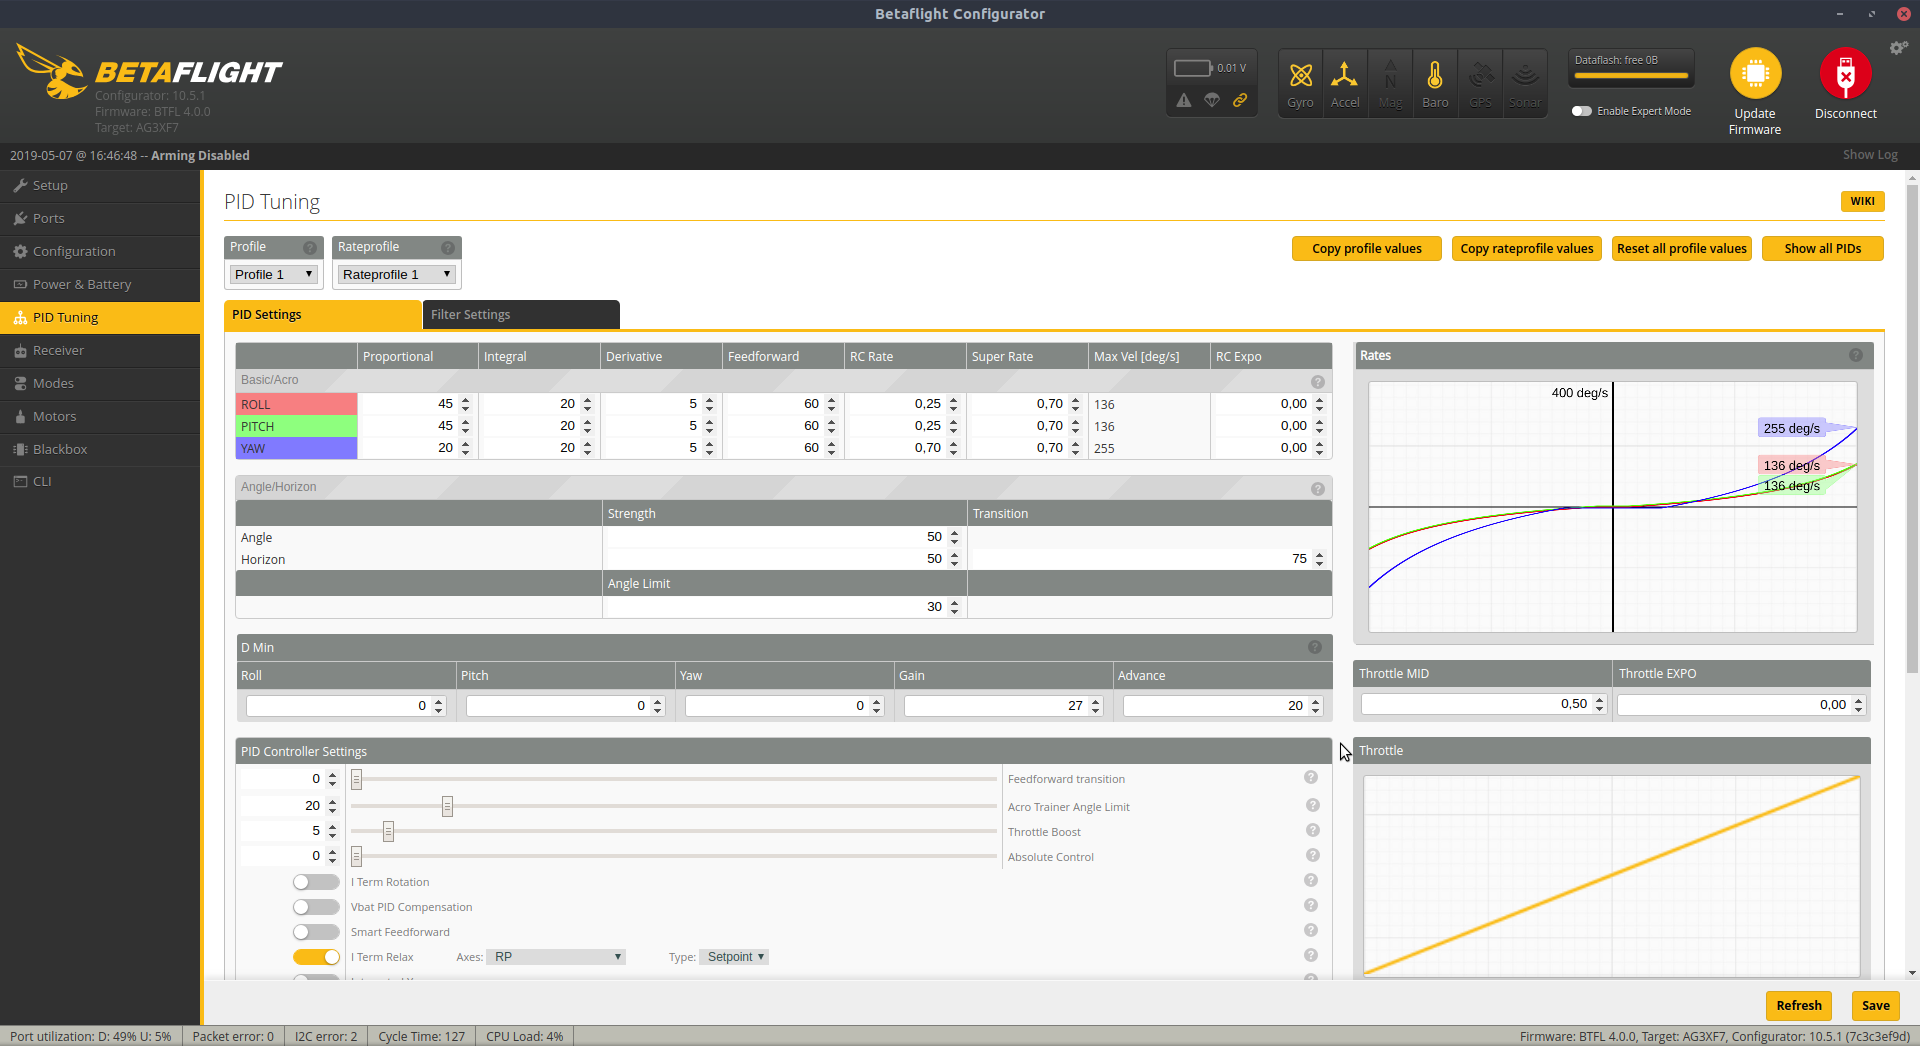 Betaflight Configurator
BETAFLIGHT
Configurator: 10.5.1
Firmware: BTFL 4.0.0
Target: AG3XF7
0.01 V
Gyro Accel Mag Baro GPS Sonar
Dataflash: free 0B
Enable Expert Mode
Update Firmware
Disconnect
2019-05-07 @ 16:46:48 -- Arming Disabled
Show Log
Setup
Ports
Configuration
Power & Battery
PID Tuning
Receiver
Modes
Motors
Blackbox
CLI
PID Tuning
WIKI
Profile
Profile 1
Rateprofile
Rateprofile 1
Copy profile values
Copy rateprofile values
Reset all profile values
Show all PIDs
PID Settings
Filter Settings
Proportional Integral Derivative Feedforward RC Rate Super Rate Max Vel [deg/s] RC Expo
Basic/Acro
ROLL 45 20 5 60 0,25 0,70 136 0,00
PITCH 45 20 5 60 0,25 0,70 136 0,00
YAW 20 20 5 60 0,70 0,70 255 0,00
Angle/Horizon
Strength Transition
Angle 50
Horizon 50 75
Angle Limit
30
D Min
Roll Pitch Yaw Gain Advance
0 0 0 27 20
PID Controller Settings
0 Feedforward transition
20 Acro Trainer Angle Limit
5 Throttle Boost
0 Absolute Control
I Term Rotation
Vbat PID Compensation
Smart Feedforward
I Term Relax Axes: RP Type: Setpoint
Rates
400 deg/s
255 deg/s
136 deg/s
136 deg/s
Throttle MID Throttle EXPO
0,50 0,00
Throttle
Refresh
Save
Port utilization: D: 49% U: 5% Packet error: 0 I2C error: 2 Cycle Time: 127 CPU Load: 4%
Firmware: BTFL 4.0.0, Target: AG3XF7, Configurator: 10.5.1 (7c3c3ef9d)